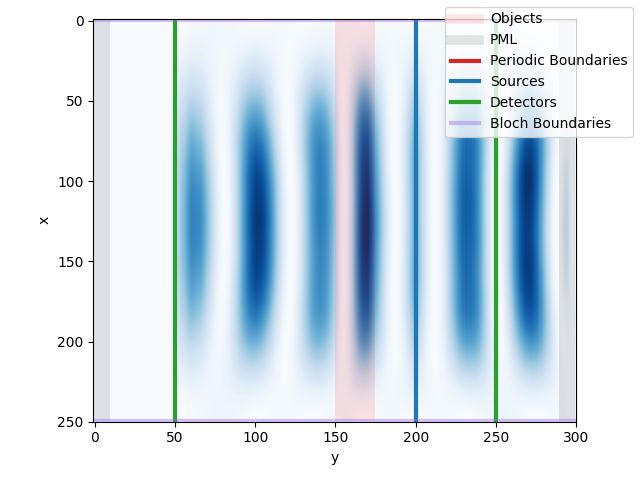 Objects
PML
Periodic Boundaries
Sources
Detectors
Bloch Boundaries
0
50
100
150
200
250
x
0 50 100 150 200 250 300
y